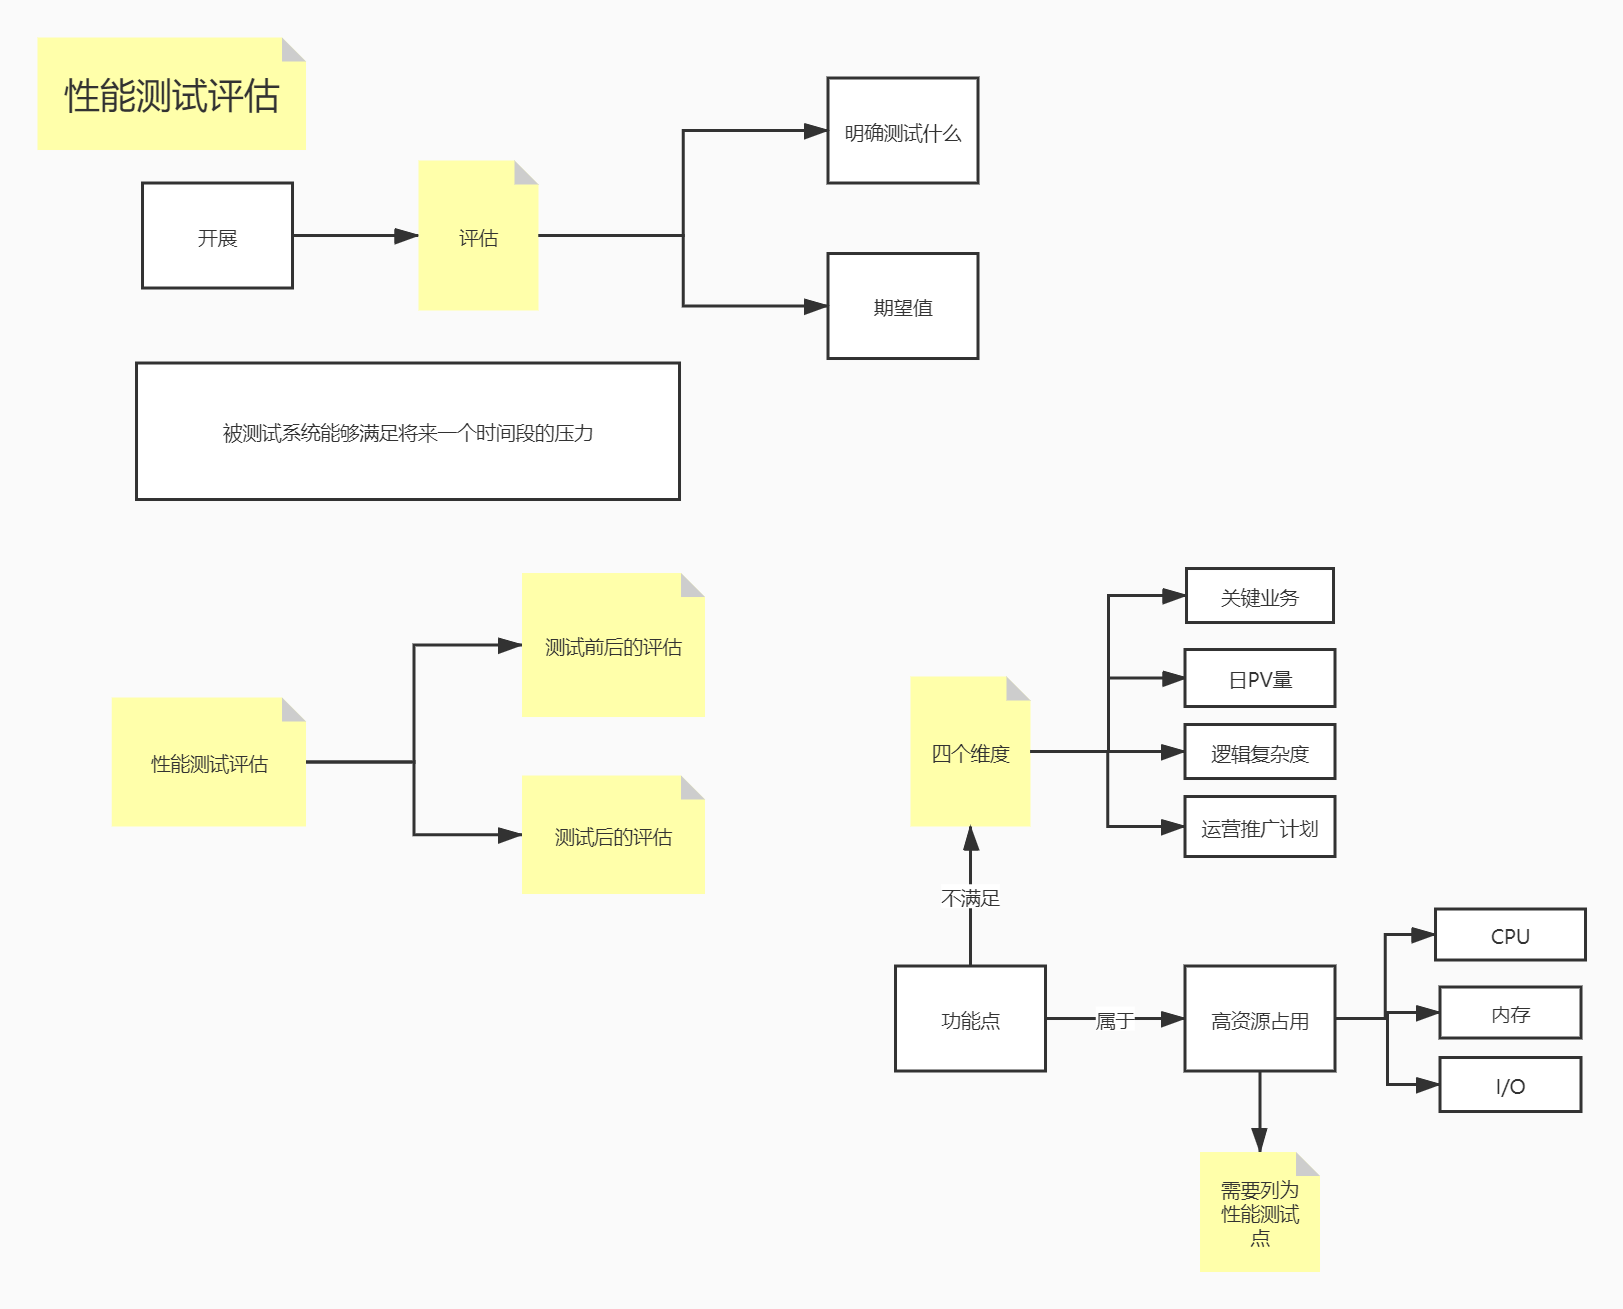 性能测试评估
开展
评估
明确测试什么
期望值
被测试系统能够满足将来一个时间段的压力
性能测试评估
测试前后的评估
测试后的评估
四个维度
关键业务
日PV量
逻辑复杂度
运营推广计划
不满足
功能点
属于
高资源占用
CPU
内存
I/O
需要列为
性能测试
点